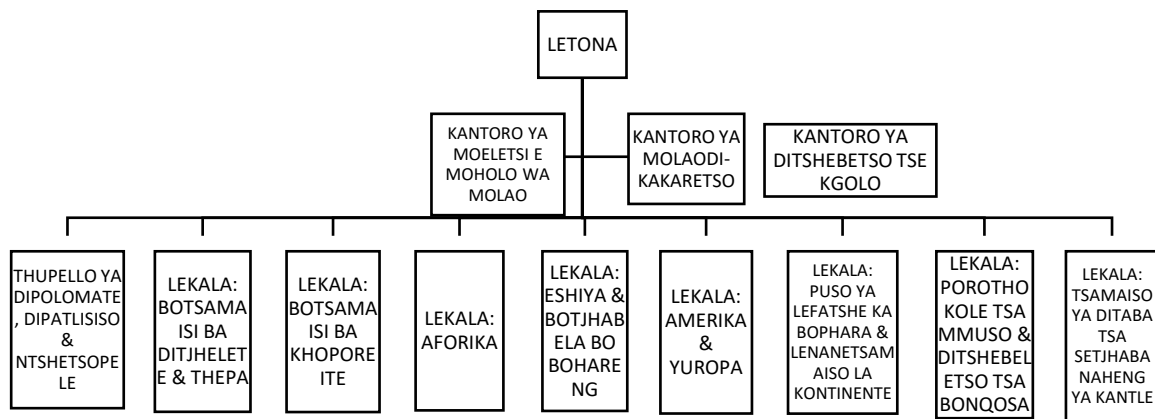 LETONA
KANTORO YA
MOELETSI E
MOHOLO WA
MOLAO
KANTORO YA
MOLAODI-
KAKARETSO
KANTORO YA
DITSHEBETSO TSE
KGOLO
THUPELLO YA
DIPOLOMATE
, DIPATLISISO
&
NTSHETSOPE
LE
LEKALA:
BOTSAMA
ISI BA
DITJHELET
E & THEPA
LEKALA:
BOTSAMA
ISI BA
KHOPORE
ITE
LEKALA:
AFORIKA
LEKALA:
ESHIYA &
BOTJHAB
ELA BO
BOHARE
NG
LEKALA:
AMERIKA
&
YUROPA
LEKALA:
PUSO YA
LEFATSHE KA
BOPHARA &
LENANETSAM
AISO LA
KONTINENTE
LEKALA:
POROTHO
KOLE TSA
MMUSO &
DITSHEBEL
ETSO TSA
BONQOSA
LEKALA:
TSAMAISO
YA DITABA
TSA
SETJHABA
NAHENG
YA KANTLE